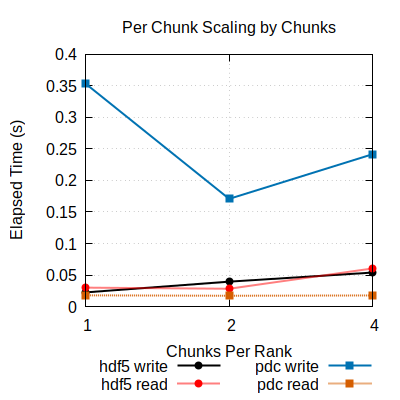 Per Chunk Scaling by Chunks
0.4
0.35
0.3
0.25
0.2
0.15
0.1
0.05
0
Elapsed Time (s)
1 2 4
Chunks Per Rank
hdf5 write pdc write
hdf5 read pdc read